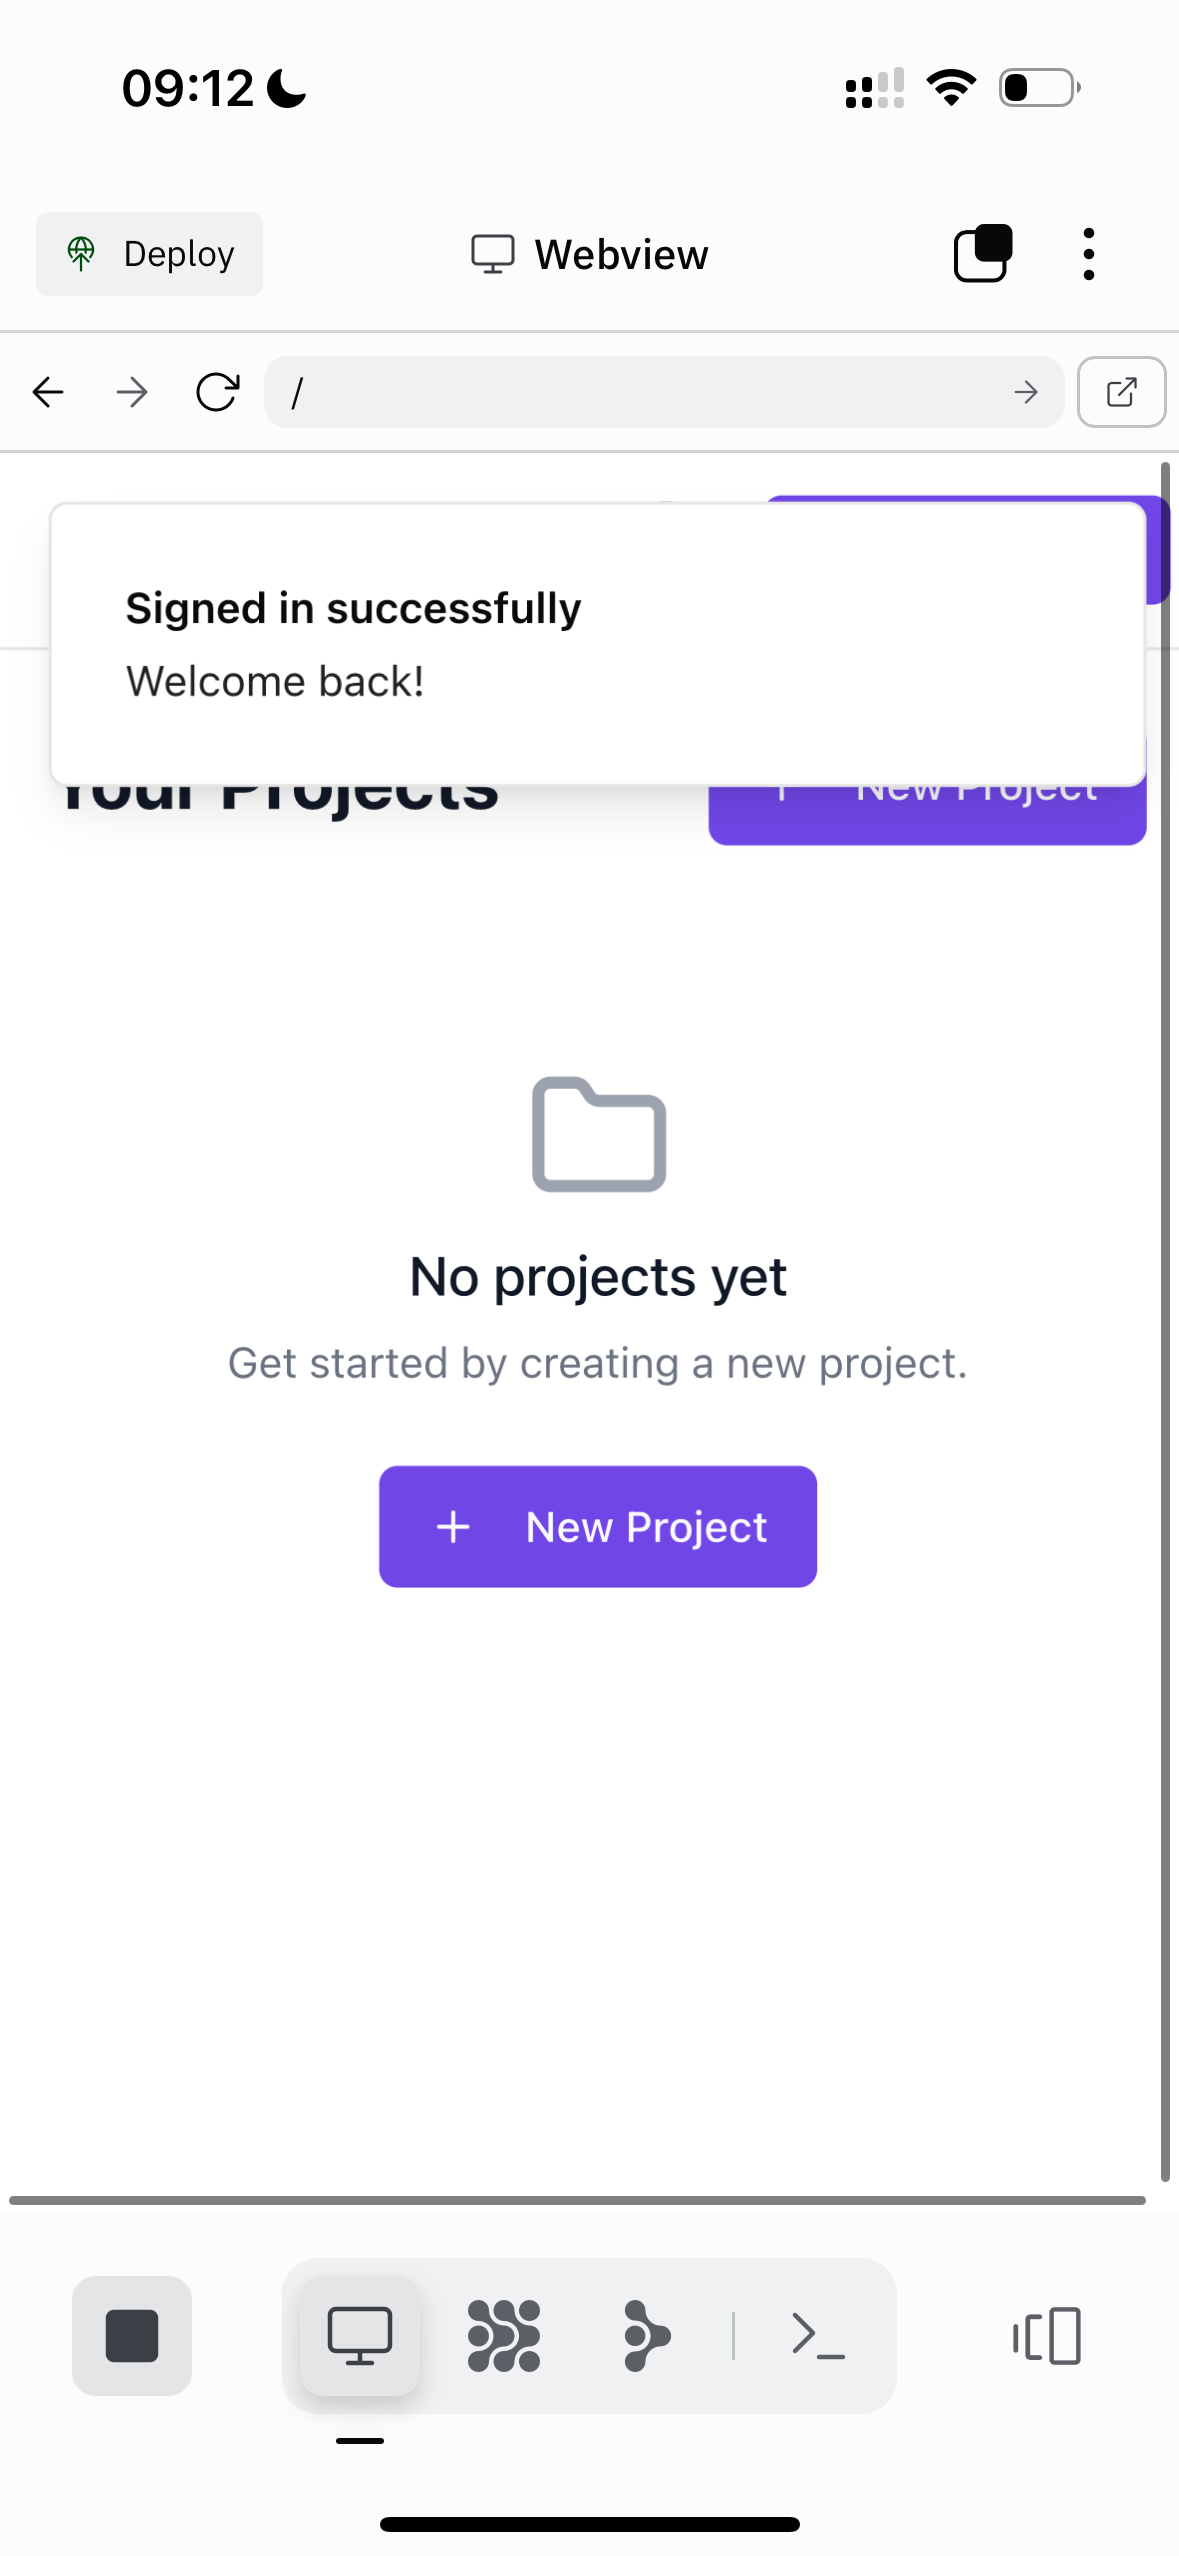 09:12
Deploy
Webview
/
Signed in successfully
Welcome back!
Your Projects
New Project
No projects yet
Get started by creating a new project.
New Project